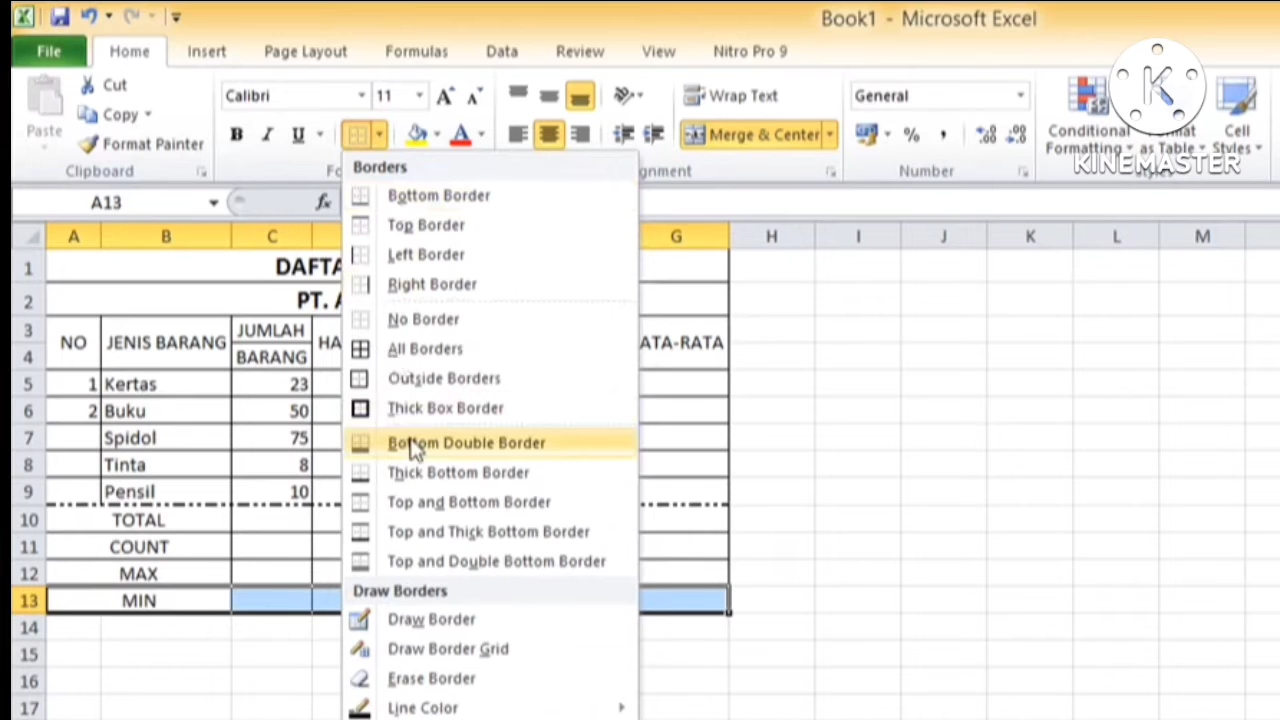 Book1 - Microsoft Excel
File Home Insert Page Layout Formulas Data Review View Nitro Pro 9
Cut
Copy
Format Painter
Paste
Clipboard
Calibri 11
B I U A
Wrap Text
Merge & Center
General
% ,
Number
Conditional Formatting
as Table
Cell Styles
KINEMASTER
A13 fx
Borders
Bottom Border
Top Border
Left Border
Right Border
No Border
All Borders
Outside Borders
Thick Box Border
Bottom Double Border
Thick Bottom Border
Top and Bottom Border
Top and Thick Bottom Border
Top and Double Bottom Border
Draw Borders
Draw Border
Draw Border Grid
Erase Border
Line Color
A B C G H I J K L M
1
2 PT.
3 NO JENIS BARANG JUMLAH
4 BARANG
5 1 Kertas 23
6 2 Buku 50
7 Spidol 75
8 Tinta 8
9 Pensil 10
10 TOTAL
11 COUNT
12 MAX
13 MIN
14
15
16
17